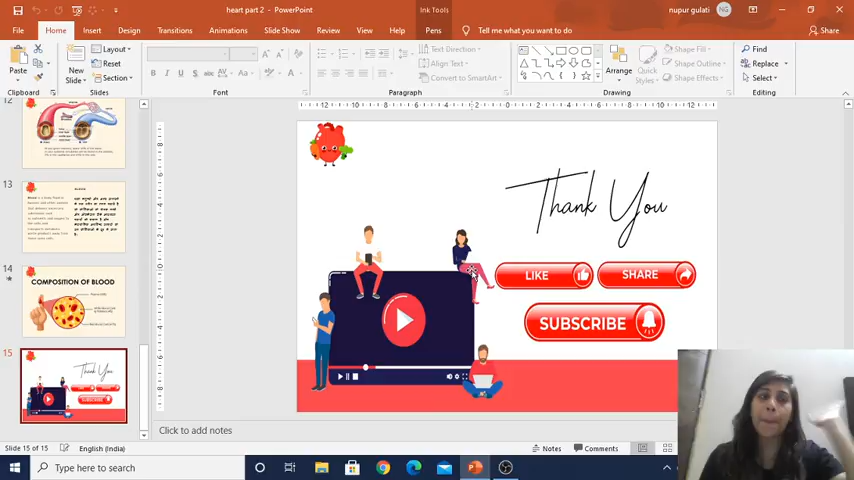 heart part 2 - PowerPoint
Ink Tools
nupur gulati
NG
File
Home
Insert
Draw
Design
Transitions
Animations
Slide Show
Review
View
Help
Pens
Tell me what you want to do
Share
Paste
New
Slide
Layout
Reset
Section
Text Direction
Align Text
Convert to SmartArt
Arrange
Quick
Styles
Shape Fill
Shape Outline
Shape Effects
Find
Replace
Select
Clipboard
Slides
Font
Paragraph
Drawing
Editing
12
13
14
COMPOSITION OF BLOOD
15
Thank You
LIKE
SHARE
SUBSCRIBE
Click to add notes
Slide 15 of 15
English (India)
Notes
Comments
Type here to search